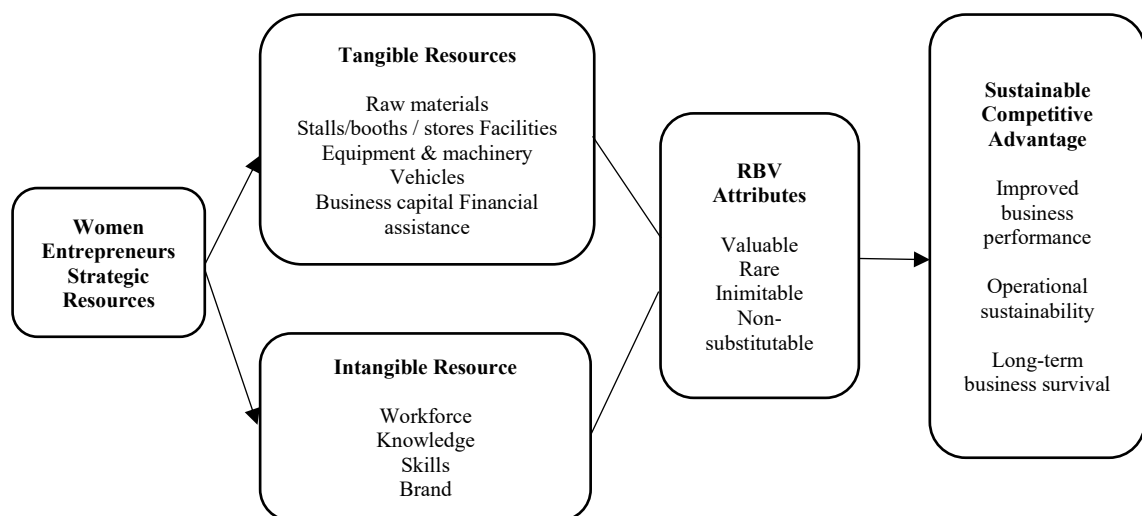 Women
Entrepreneurs
Strategic
Resources
Tangible Resources
Raw materials
Stalls/booths / stores Facilities
Equipment & machinery
Vehicles
Business capital Financial
assistance
Intangible Resource
Workforce
Knowledge
Skills
Brand
RBV
Attributes
Valuable
Rare
Inimitable
Non-
substitutable
Sustainable
Competitive
Advantage
Improved
business
performance
Operational
sustainability
Long-term
business survival